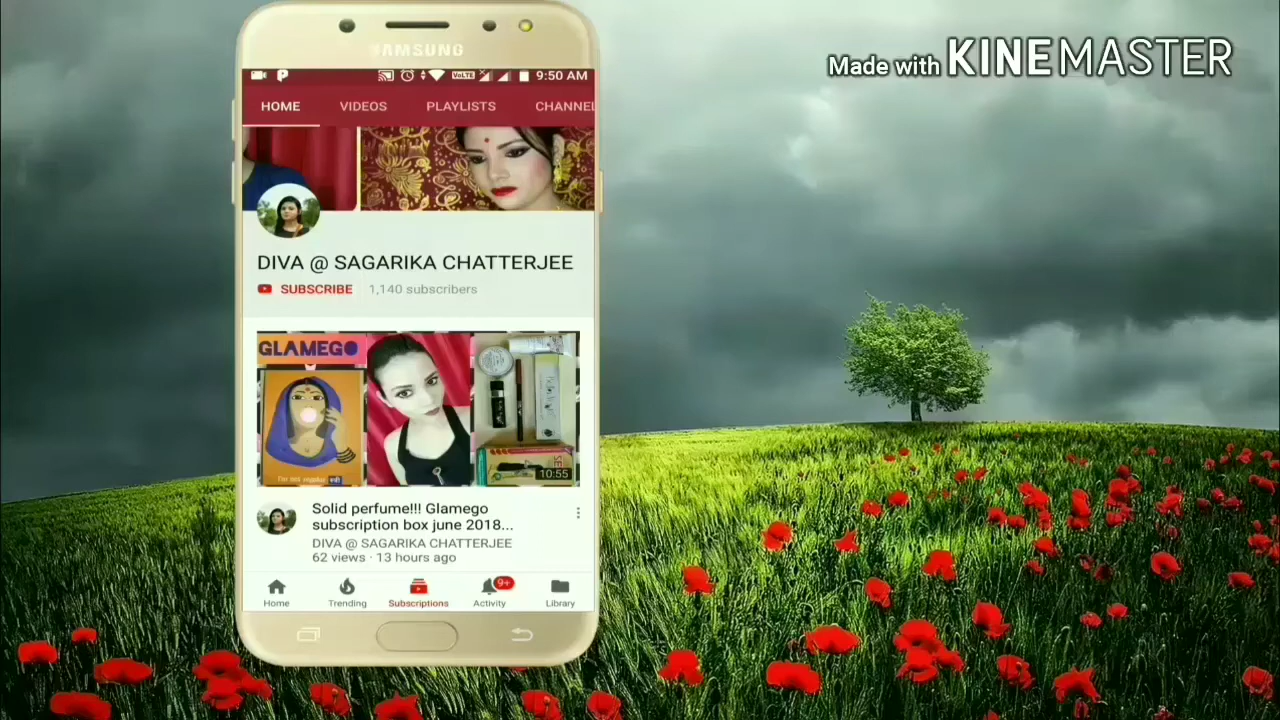 Made with KINEMASTER
SAMSUNG
VoLTE 9:50 AM
HOME VIDEOS PLAYLISTS CHANNEL
DIVA @ SAGARIKA CHATTERJEE
SUBSCRIBE 1,140 subscribers
GLAMEGO
10:55
Solid perfume!!! Glamego
subscription box june 2018...
DIVA @ SAGARIKA CHATTERJEE
62 views · 13 hours ago
9+
Home Trending Subscriptions Activity Library